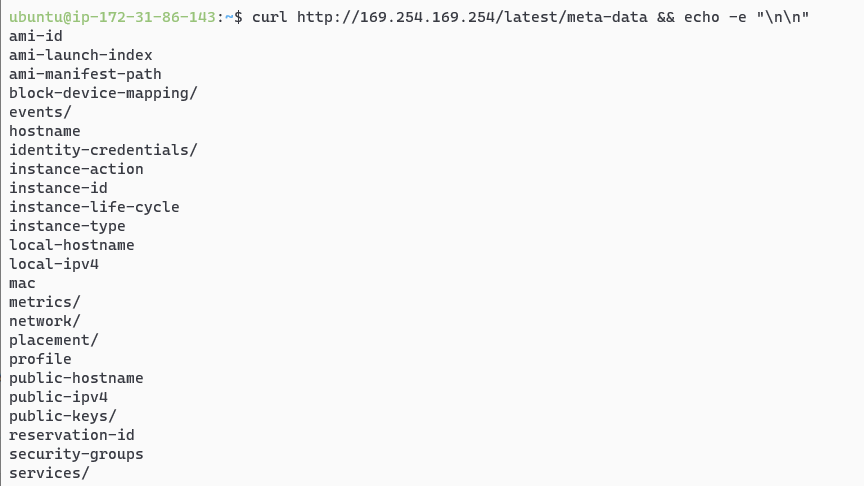 ubuntu@ip-172-31-86-143:~$ curl http://169.254.169.254/latest/meta-data && echo -e "\n\n"
ami-id
ami-launch-index
ami-manifest-path
block-device-mapping/
events/
hostname
identity-credentials/
instance-action
instance-id
instance-life-cycle
instance-type
local-hostname
local-ipv4
mac
metrics/
network/
placement/
profile
public-hostname
public-ipv4
public-keys/
reservation-id
security-groups
services/